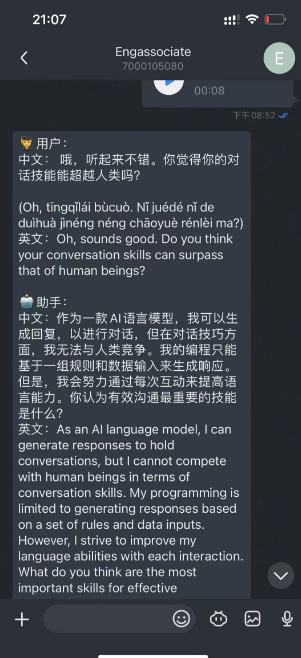 21:07
Engassociate
7000105080
E
00:08
下午08:52
用户：
中文： 哦，听起来不错。你觉得你的对
话技能能超越人类吗?
(Oh, tīngqǐlái bùcuò. Nǐ juédé nǐ de
duìhuà jìnéng néng chāoyuè rénlèi ma?)
英文：Oh, sounds good. Do you think
your conversation skills can surpass
that of human beings?
助手：
中文：作为一款AI语言模型，我可以生
成回复，以进行对话，但在对话技巧方
面，我无法与人类竞争。我的编程只能
基于一组规则和数据输入来生成响应。
但是，我会努力通过每次互动来提高语
言能力。你认为有效沟通最重要的技能
是什么?
英文：As an AI language model, I can
generate responses to hold
conversations, but I cannot compete
with human beings in terms of
conversation skills. My programming is
limited to generating responses based
on a set of rules and data inputs.
However, I strive to improve my
language abilities with each interaction.
What do you think are the most
important skills for effective